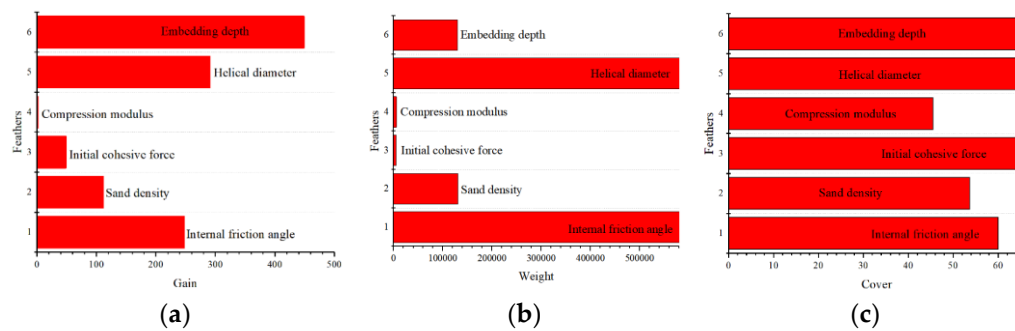 6
Embedding depth
5
Helical diameter
4
Compression modulus
3
Initial cohesive force
2
Sand density
1
Internal friction angle
Feathers
0 100 200 300 400 500
Gain
(a)
6
Embedding depth
5
Helical diameter
4
Compression modulus
3
Initial cohesive force
2
Sand density
1
Internal friction angle
Feathers
0 100000 200000 300000 400000 500000
Weight
(b)
6
Embedding depth
5
Helical diameter
4
Compression modulus
3
Initial cohesive force
2
Sand density
1
Internal friction angle
Feathers
0 10 20 30 40 50 60
Cover
(c)